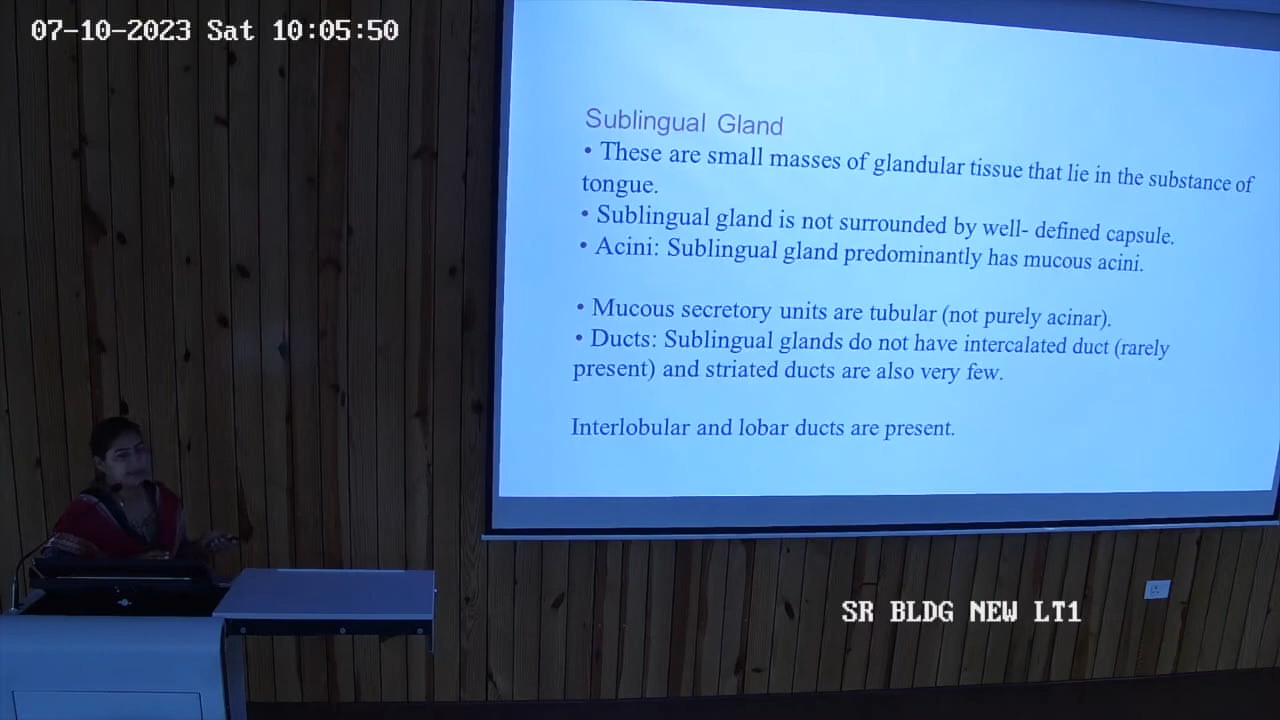 07-10-2023 Sat 10:05:50
Sublingual Gland
• These are small masses of glandular tissue that lie in the substance of
tongue.
• Sublingual gland is not surrounded by well- defined capsule.
• Acini: Sublingual gland predominantly has mucous acini.
• Mucous secretory units are tubular (not purely acinar).
• Ducts: Sublingual glands do not have intercalated duct (rarely
present) and striated ducts are also very few.
Interlobular and lobar ducts are present.
SR BLDG NEW LT1